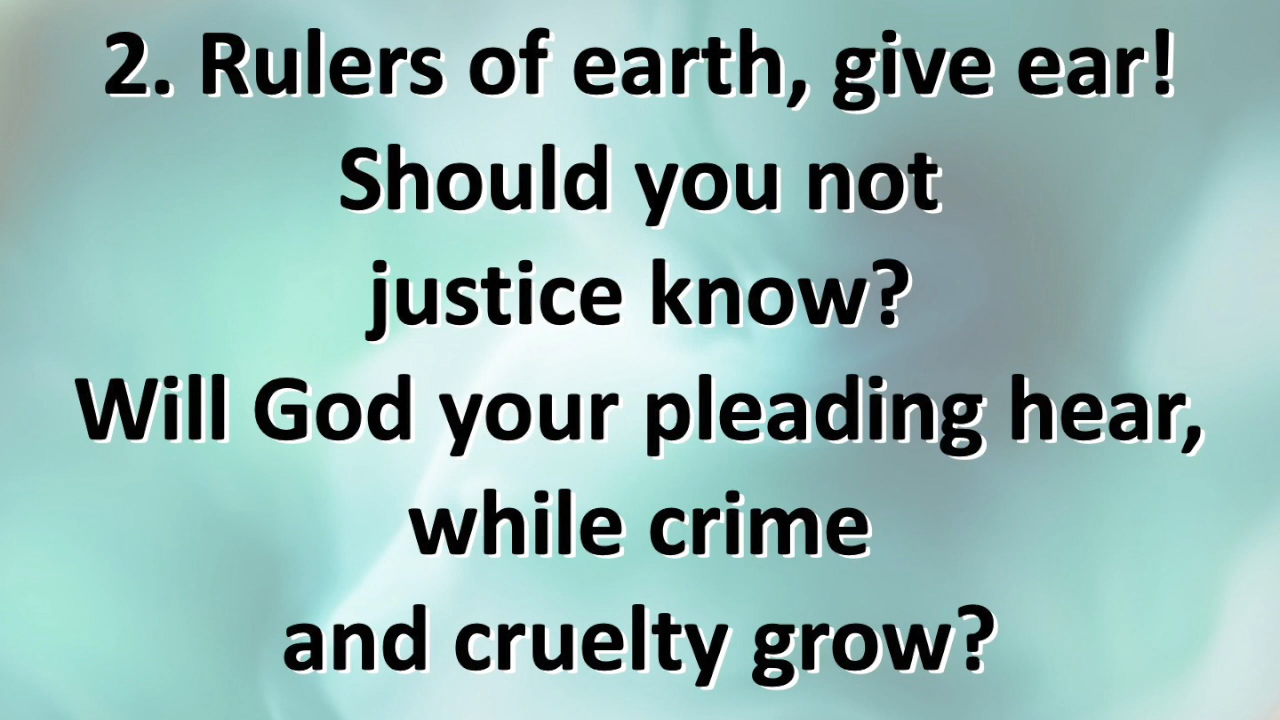 2. Rulers of earth, give ear!
Should you not
justice know?
Will God your pleading hear,
while crime
and cruelty grow?